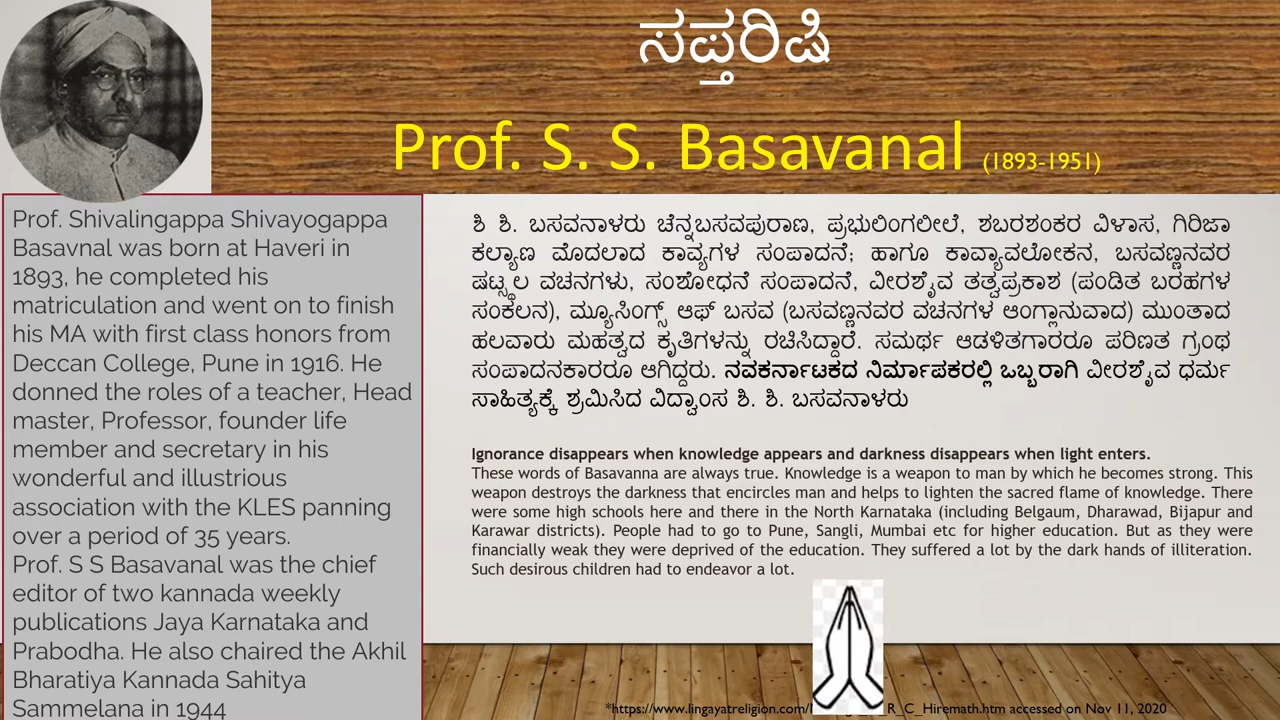 ಸಪ್ತರಿಷಿ
Prof. S. S. Basavanal (1893-1951)
Prof. Shivalingappa Shivayogappa
Basavnal was born at Haveri in
1893, he completed his
matriculation and went on to finish
his MA with first class honors from
Deccan College, Pune in 1916. He
donned the roles of a teacher, Head
master, Professor, founder life
member and secretary in his
wonderful and illustrious
association with the KLES panning
over a period of 35 years.
Prof. S S Basavanal was the chief
editor of two kannada weekly
publications Jaya Karnataka and
Prabodha. He also chaired the Akhil
Bharatiya Kannada Sahitya
Sammelana in 1944
ಶಿ ಶಿ. ಬಸವನಾಳರು ಚೆನ್ನಬಸವಪುರಾಣ, ಪ್ರಭುಲಿಂಗಲೀಲೆ, ಶಬರಶಂಕರ ವಿಳಾಸ, ಗಿರಿಜಾ
ಕಲ್ಯಾಣ ಮೊದಲಾದ ಕಾವ್ಯಗಳ ಸಂಪಾದನೆ; ಹಾಗೂ ಕಾವ್ಯಾವಲೋಕನ, ಬಸವಣ್ಣನವರ
ಷಟ್ಸ್ಥಲ ವಚನಗಳು, ಸಂಶೋಧನೆ ಸಂಪಾದನೆ, ವೀರಶೈವ ತತ್ವಪ್ರಕಾಶ (ಪಂಡಿತ ಬರಹಗಳ
ಸಂಕಲನ), ಮ್ಯೂಸಿಂಗ್ಸ್ ಆಫ್ ಬಸವ (ಬಸವಣ್ಣನವರ ವಚನಗಳ ಆಂಗ್ಲಾನುವಾದ) ಮುಂತಾದ
ಹಲವಾರು ಮಹತ್ವದ ಕೃತಿಗಳನ್ನು ರಚಿಸಿದ್ದಾರೆ. ಸಮರ್ಥ ಆಡಳಿತಗಾರರೂ ಪರಿಣತ ಗ್ರಂಥ
ಸಂಪಾದನಕಾರರೂ ಆಗಿದ್ದರು. ನವಕರ್ನಾಟಕದ ನಿರ್ಮಾಪಕರಲ್ಲಿ ಒಬ್ಬರಾಗಿ ವೀರಶೈವ ಧರ್ಮ
ಸಾಹಿತ್ಯಕ್ಕೆ ಶ್ರಮಿಸಿದ ವಿದ್ವಾಂಸ ಶಿ. ಶಿ. ಬಸವನಾಳರು
Ignorance disappears when knowledge appears and darkness disappears when light enters.
These words of Basavanna are always true. Knowledge is a weapon to man by which he becomes strong. This
weapon destroys the darkness that encircles man and helps to lighten the sacred flame of knowledge. There
were some high schools here and there in the North Karnataka (including Belgaum, Dharawad, Bijapur and
Karawar districts). People had to go to Pune, Sangli, Mumbai etc for higher education. But as they were
financially weak they were deprived of the education. They suffered a lot by the dark hands of illiteration.
Such desirous children had to endeavor a lot.
*https://www.lingayatreligion.com/ R_C_Hiremath.htm accessed on Nov 11, 2020